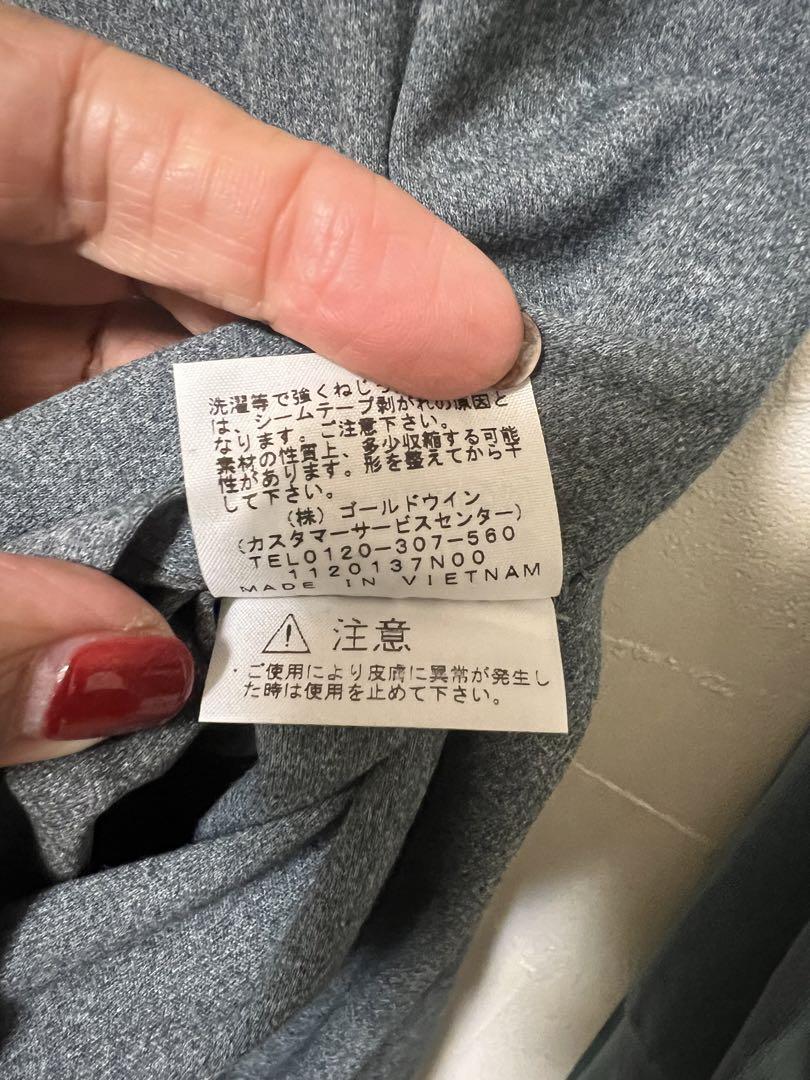 洗濯等で強くねじ
は、シームテープ剥がれの原因と
なります。ご注意下さい。
素材の性質上、多少収縮する可能
性があります。形を整えてから干
して下さい。
(株) ゴールドウイン
(カスタマーサービスセンター)
TEL0120-307-560
1120137N00
MADE IN VIETNAM
注意
・ご使用により皮膚に異常が発生し
た時は使用を止めて下さい。